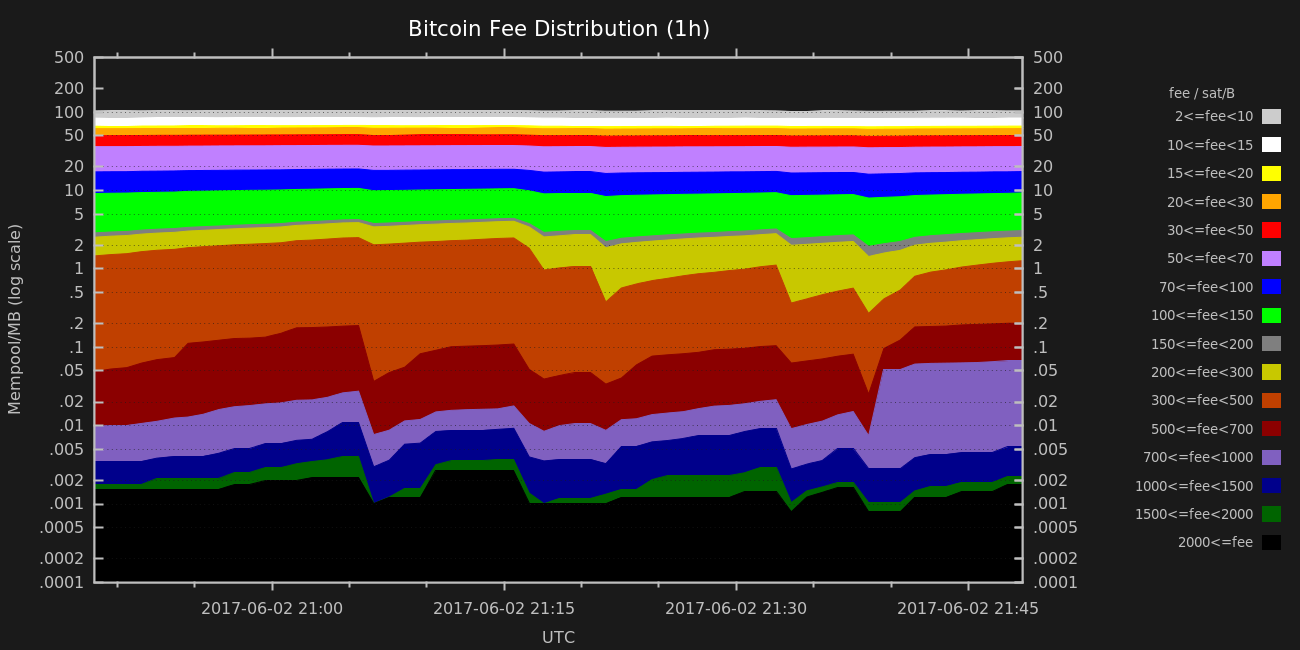 Bitcoin Fee Distribution (1h)
Mempool/MB (log scale)
500 500
200 200
100 100
50 50
20 20
10 10
5 5
2 2
1 1
.5 .5
.2 .2
.1 .1
.05 .05
.02 .02
.01 .01
.005 .005
.002 .002
.001 .001
.0005 .0005
.0002 .0002
.0001 .0001
2017-06-02 21:00 2017-06-02 21:15 2017-06-02 21:30 2017-06-02 21:45
UTC
fee / sat/B
2<=fee<10
10<=fee<15
15<=fee<20
20<=fee<30
30<=fee<50
50<=fee<70
70<=fee<100
100<=fee<150
150<=fee<200
200<=fee<300
300<=fee<500
500<=fee<700
700<=fee<1000
1000<=fee<1500
1500<=fee<2000
2000<=fee